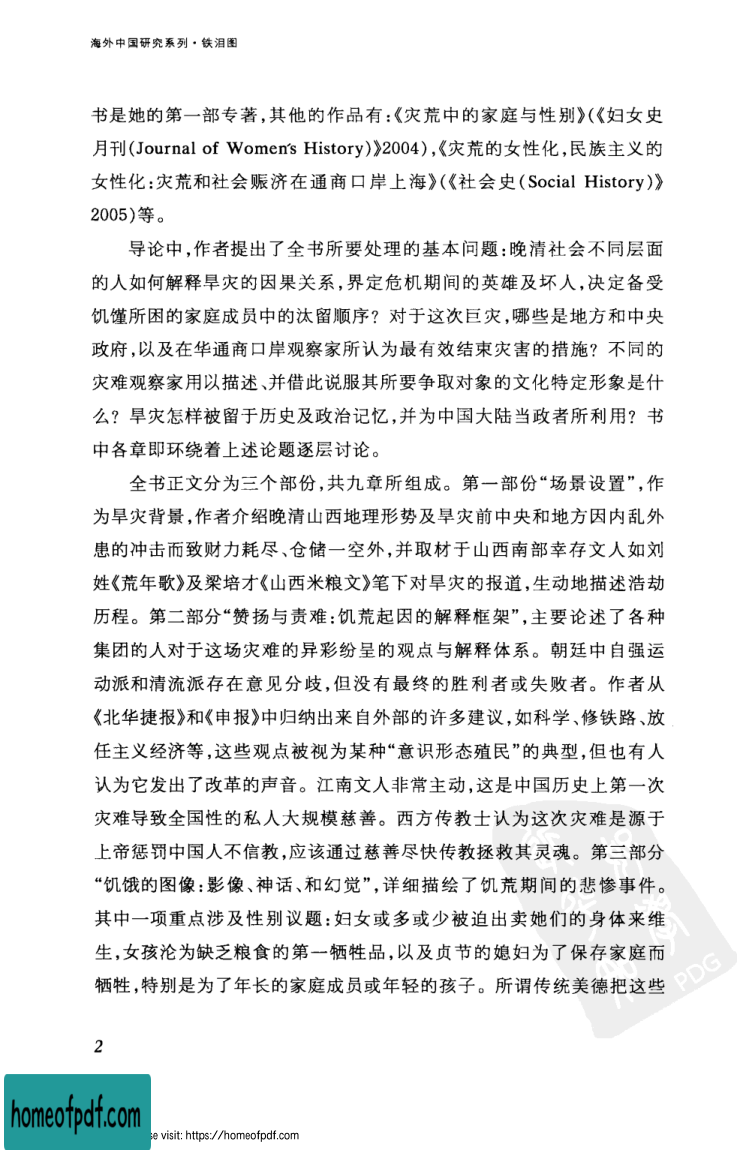 海外中国研究系列·铁泪图
书是她的第一部专著,其他的作品有:《灾荒中的家庭与性别》(《妇女史
月刊(Journal of Women's History)》2004),《灾荒的女性化,民族主义的
女性化:灾荒和社会赈济在通商口岸上海》(《社会史(Social History)》
2005)等。
导论中,作者提出了全书所要处理的基本问题:晚清社会不同层面
的人如何解释旱灾的因果关系,界定危机期间的英雄及坏人,决定备受
饥馑所困的家庭成员中的汰留顺序?对于这次巨灾,哪些是地方和中央
政府,以及在华通商口岸观察家所认为最有效结束灾害的措施?不同的
灾难观察家用以描述、并借此说服其所要争取对象的文化特定形象是什
么?旱灾怎样被留于历史及政治记忆,并为中国大陆当政者所利用?书
中各章即环绕着上述论题逐层讨论。
全书正文分为三个部份,共九章所组成。第一部份“场景设置”,作
为旱灾背景,作者介绍晚清山西地理形势及旱灾前中央和地方因内乱外
患的冲击而致财力耗尽、仓储一空外,并取材于山西南部幸存文人如刘
姓《荒年歌》及梁培才《山西米粮文》笔下对旱灾的报道,生动地描述浩劫
历程。第二部分“赞扬与责难:饥荒起因的解释框架”,主要论述了各种
集团的人对于这场灾难的异彩纷呈的观点与解释体系。朝廷中自强运
动派和清流派存在意见分歧,但没有最终的胜利者或失败者。作者从
《北华捷报》和《申报》中归纳出来自外部的许多建议,如科学、修铁路、放
任主义经济等,这些观点被视为某种“意识形态殖民”的典型,但也有人
认为它发出了改革的声音。江南文人非常主动,这是中国历史上第一次
灾难导致全国性的私人大规模慈善。西方传教士认为这次灾难是源于
上帝惩罚中国人不信教,应该通过慈善尽快传教拯救其灵魂。第三部分
“饥饿的图像:影像、神话、和幻觉”,详细描绘了饥荒期间的悲惨事件。
其中一项重点涉及性别议题:妇女或多或少被迫出卖她们的身体来维
生,女孩沦为缺乏粮食的第一牺牲品,以及贞节的媳妇为了保存家庭而
牺牲,特别是为了年长的家庭成员或年轻的孩子。所谓传统美德把这些
PDG
2
homeofpdf.com
se visit: https://homeofpdf.com